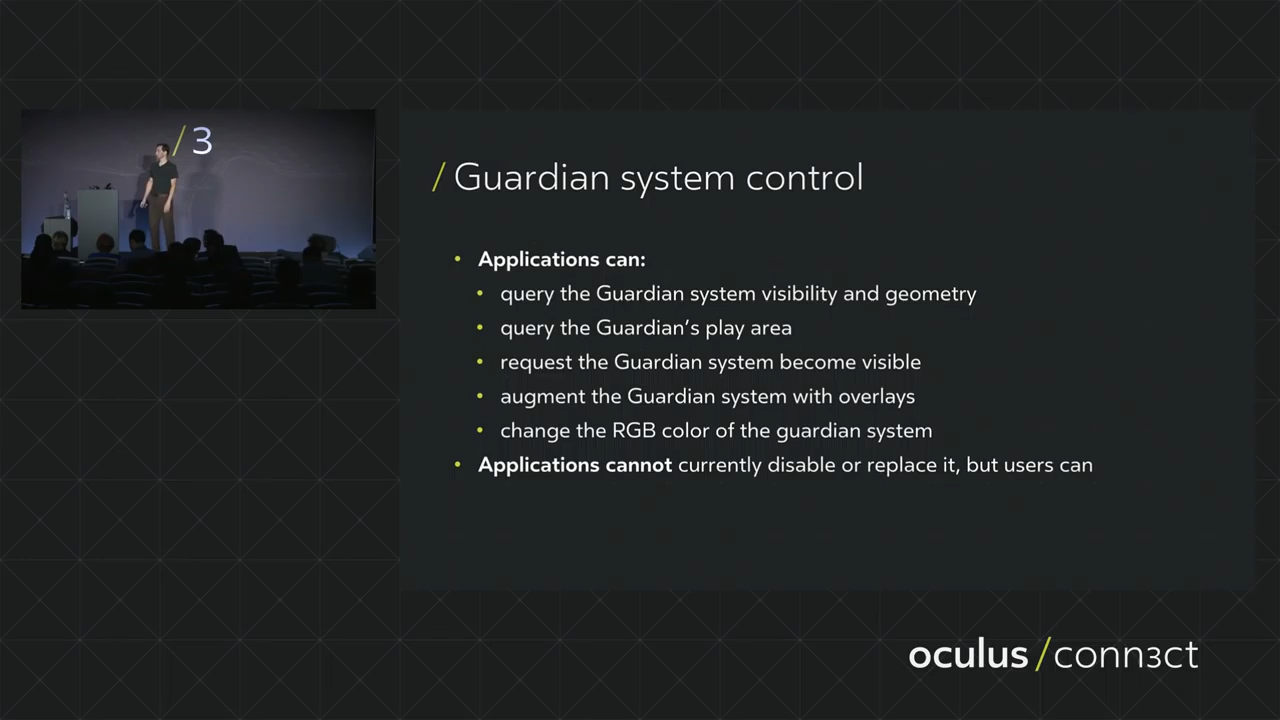 / 3
/ Guardian system control
• Applications can:
• query the Guardian system visibility and geometry
• query the Guardian’s play area
• request the Guardian system become visible
• augment the Guardian system with overlays
• change the RGB color of the guardian system
• Applications cannot currently disable or replace it, but users can
oculus / conn3ct